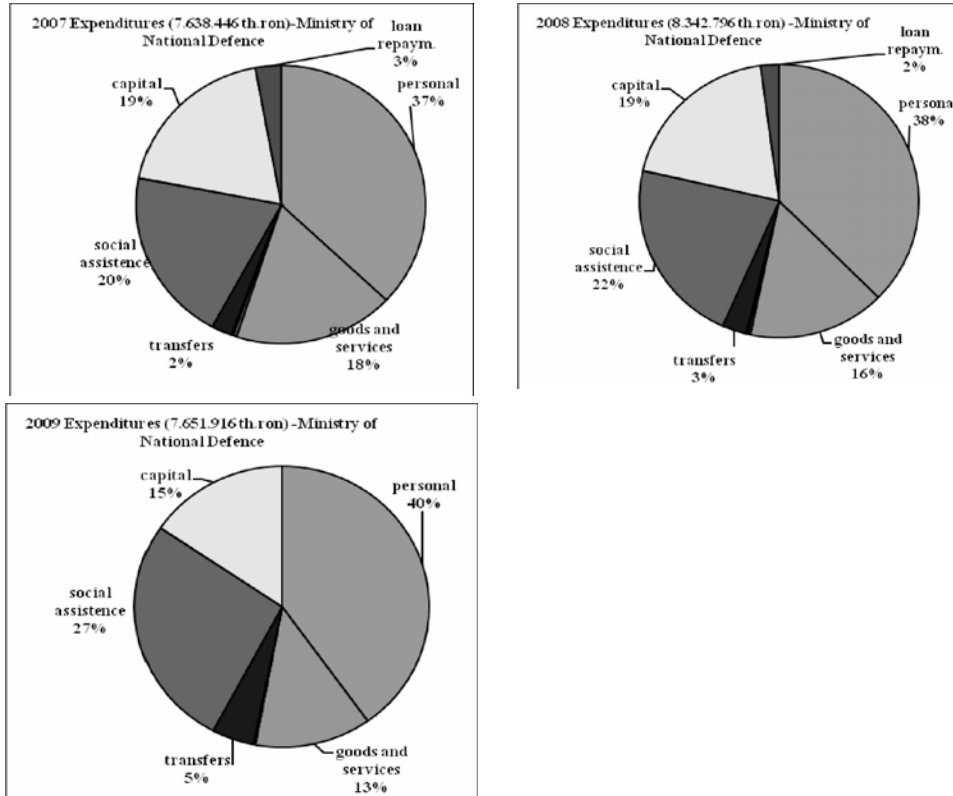 2007 Expenditures (7.638.446 th.ron) -Ministry of
National Defence
loan
repaym.
3%
personal
37%
capital
19%
social
assistence
20%
transfers
2%
goods and
services
18%
2008 Expenditures (8.342.796 th.ron) -Ministry of
National Defence
loan
repaym.
2%
personal
38%
capital
19%
social
assistence
22%
transfers
3%
goods and
services
16%
2009 Expenditures (7.651.916 th.ron) -Ministry of
National Defence
capital
15%
personal
40%
social
assistence
27%
transfers
5%
goods and
services
13%